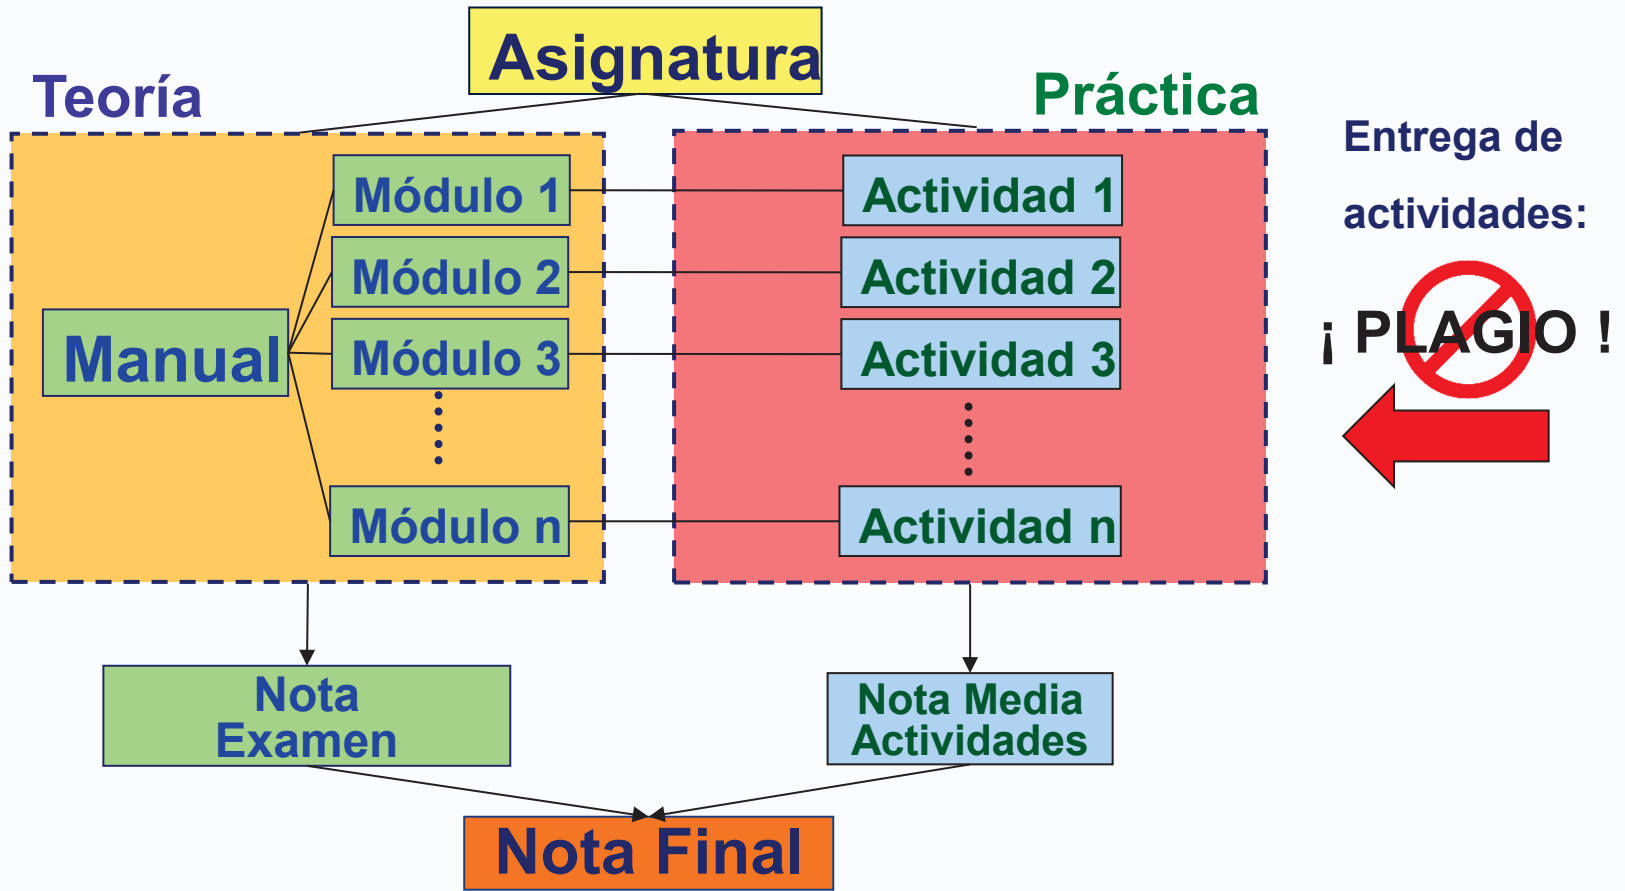 Asignatura
Teoría
Práctica
Manual
Módulo 1
Módulo 2
Módulo 3
Módulo n
Actividad 1
Actividad 2
Actividad 3
Actividad n
Entrega de
actividades:
¡ PLAGIO !
Nota
Examen
Nota Media
Actividades
Nota Final